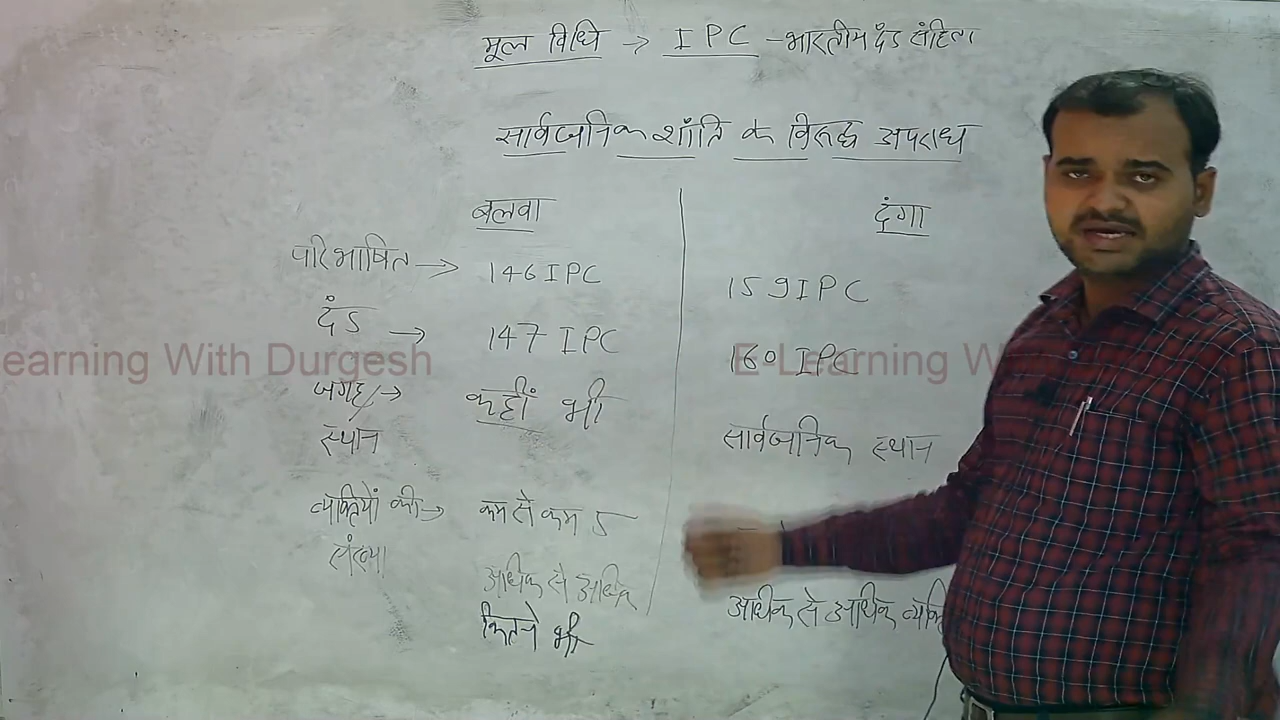 मूल विधि → IPC - भारतीय दंड संहिता
सार्वजनिक शांति के विरुद्ध अपराध
बलवा दंगा
परिभाषित → 146 IPC 159 IPC
दंड → 147 IPC 160 IPC
earning With Durgesh E-Learning W
जगह/ → कहीं भी
स्थान सार्वजनिक स्थान
व्यक्तियों की → कम से कम 5
संख्या
अधिक से अधिक अधिक से अधिक
कितने भी